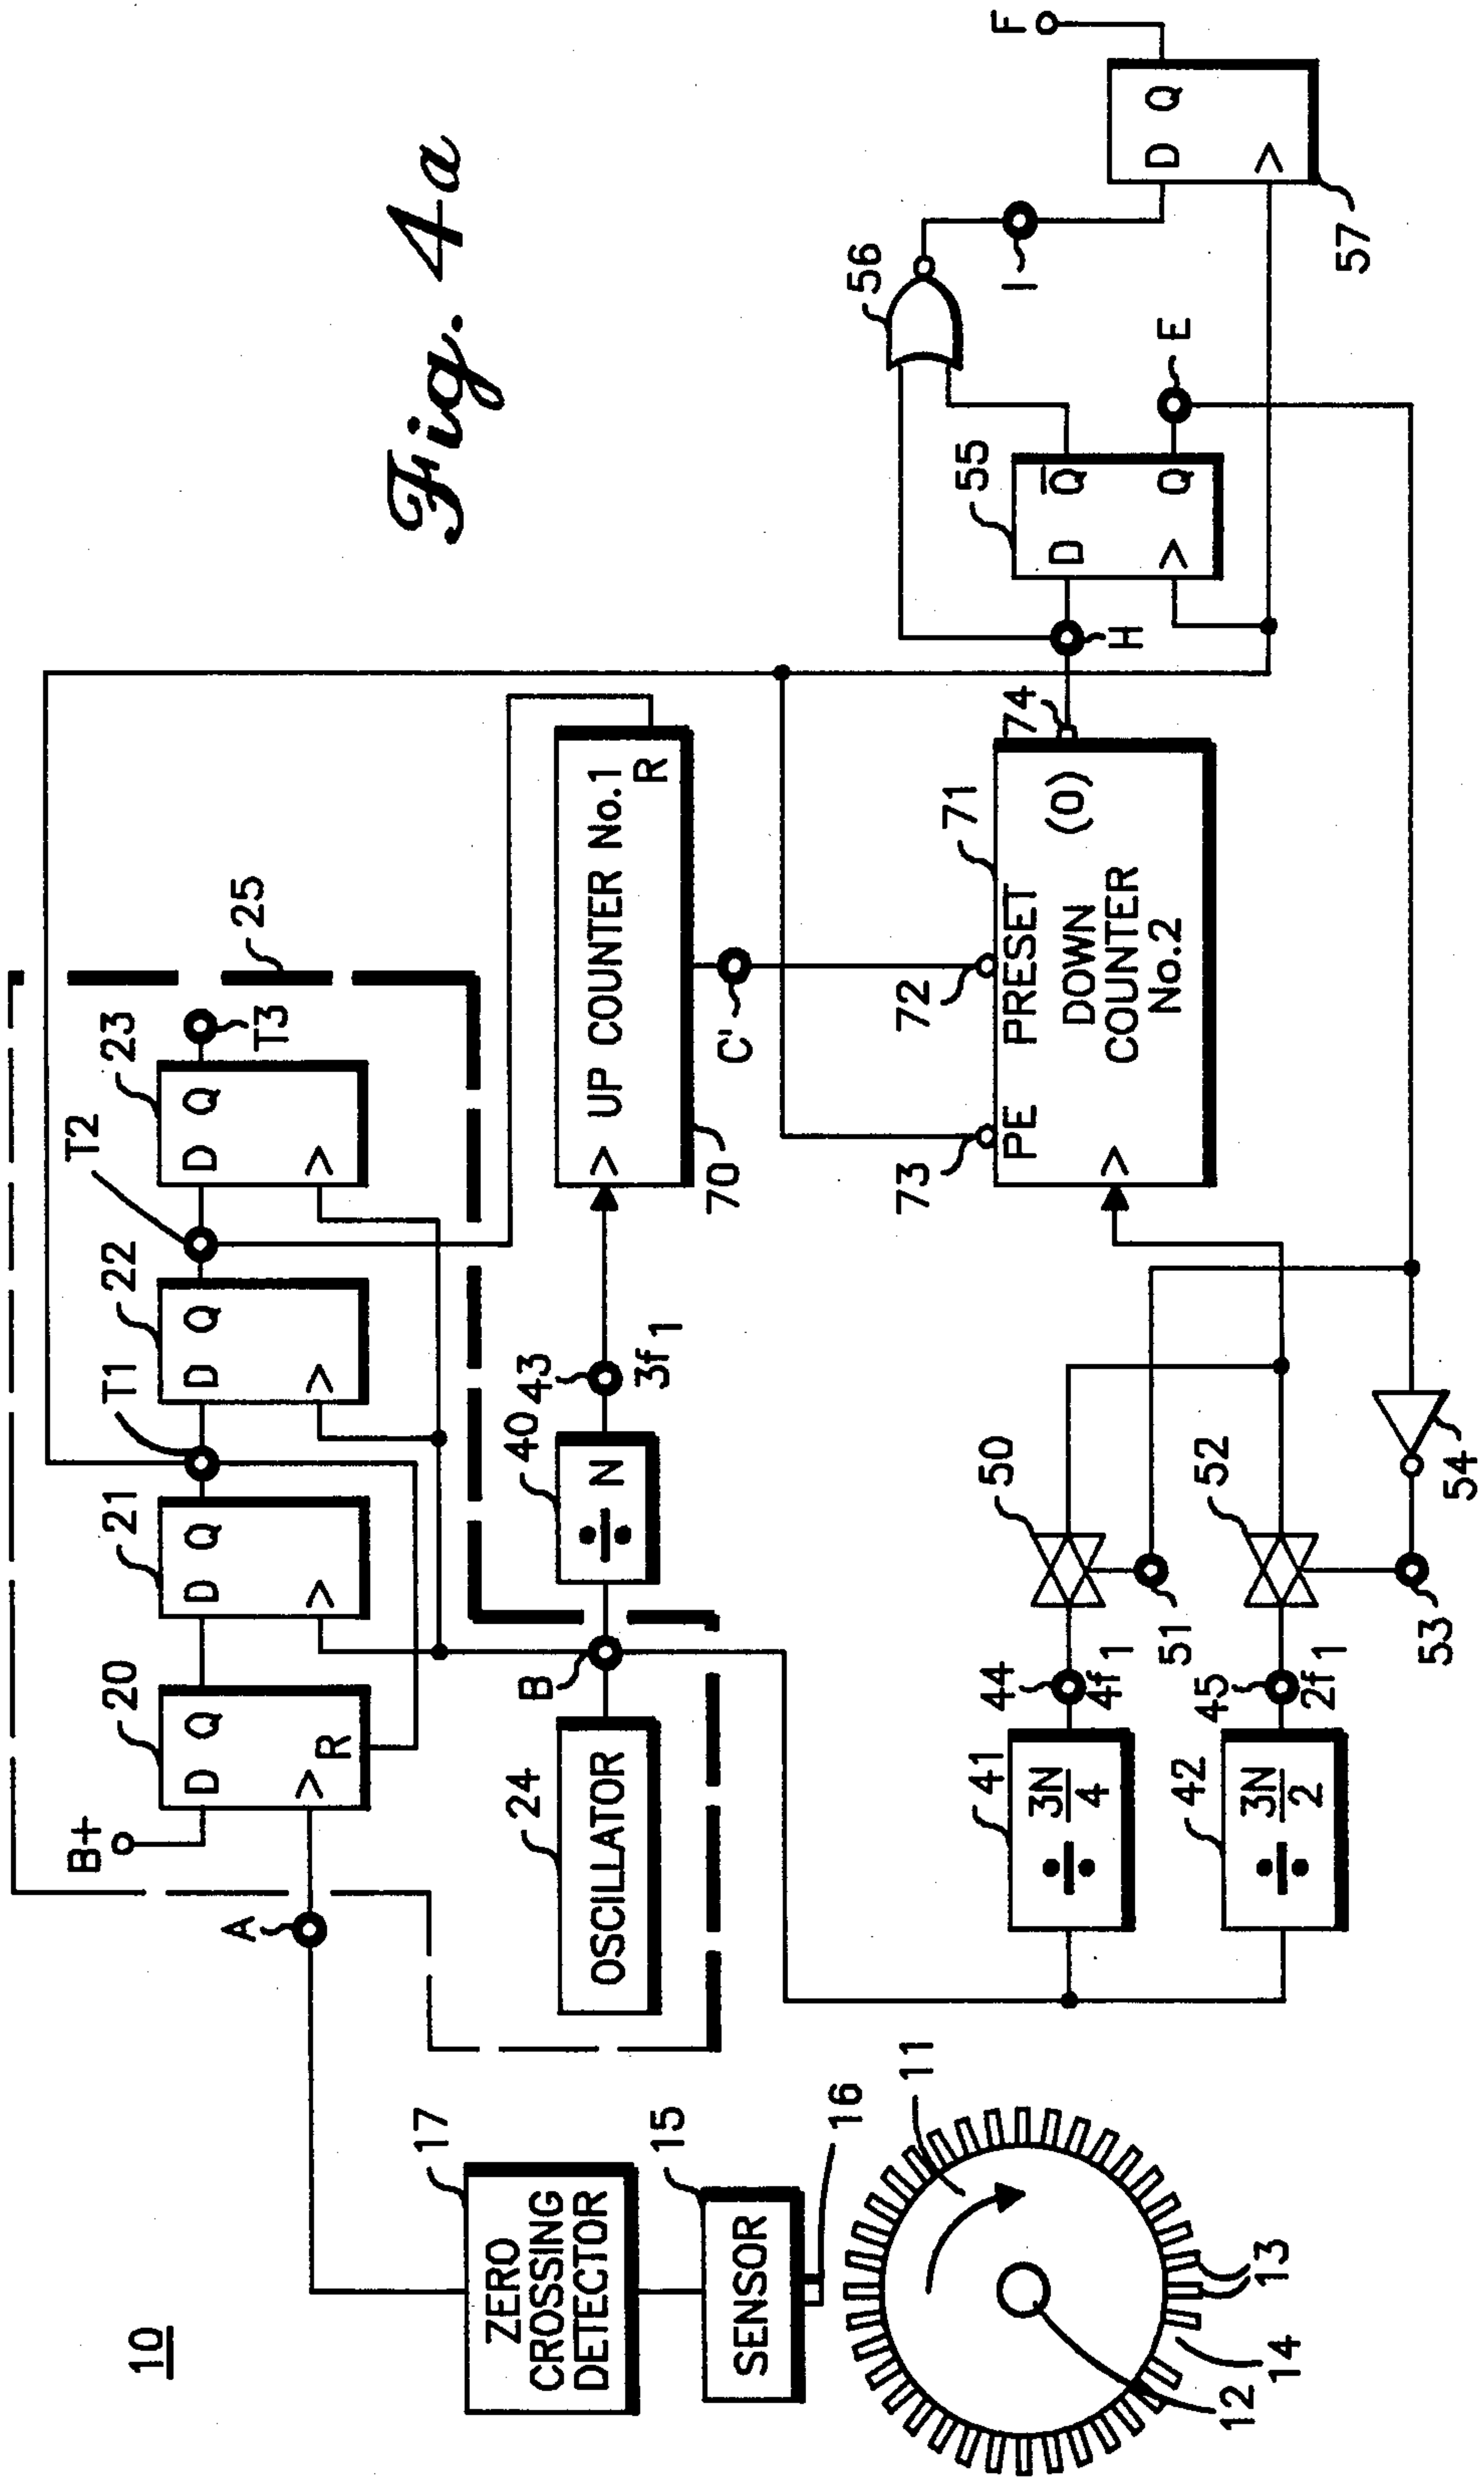 10
Fig. 4a
B+
20
D Q
>
R
21
D Q
>
T1
22
D Q
>
T2
23
D Q
>
T3
25
A
17
ZERO
CROSSING
DETECTOR
15
SENSOR
16
11
12
13
14
24
OSCILLATOR
B
40
÷ N
43
3f1
> UP COUNTER No.1
R
70
C'
72
73
71
PE PRESET
DOWN
COUNTER
No.2
(0)
>
74
H
41
÷ 3N/4
44
4f1
42
÷ 3N/2
45
2f1
50
51
52
53
54
55
D Q̅
> Q
E
56
I
57
D Q
>
F